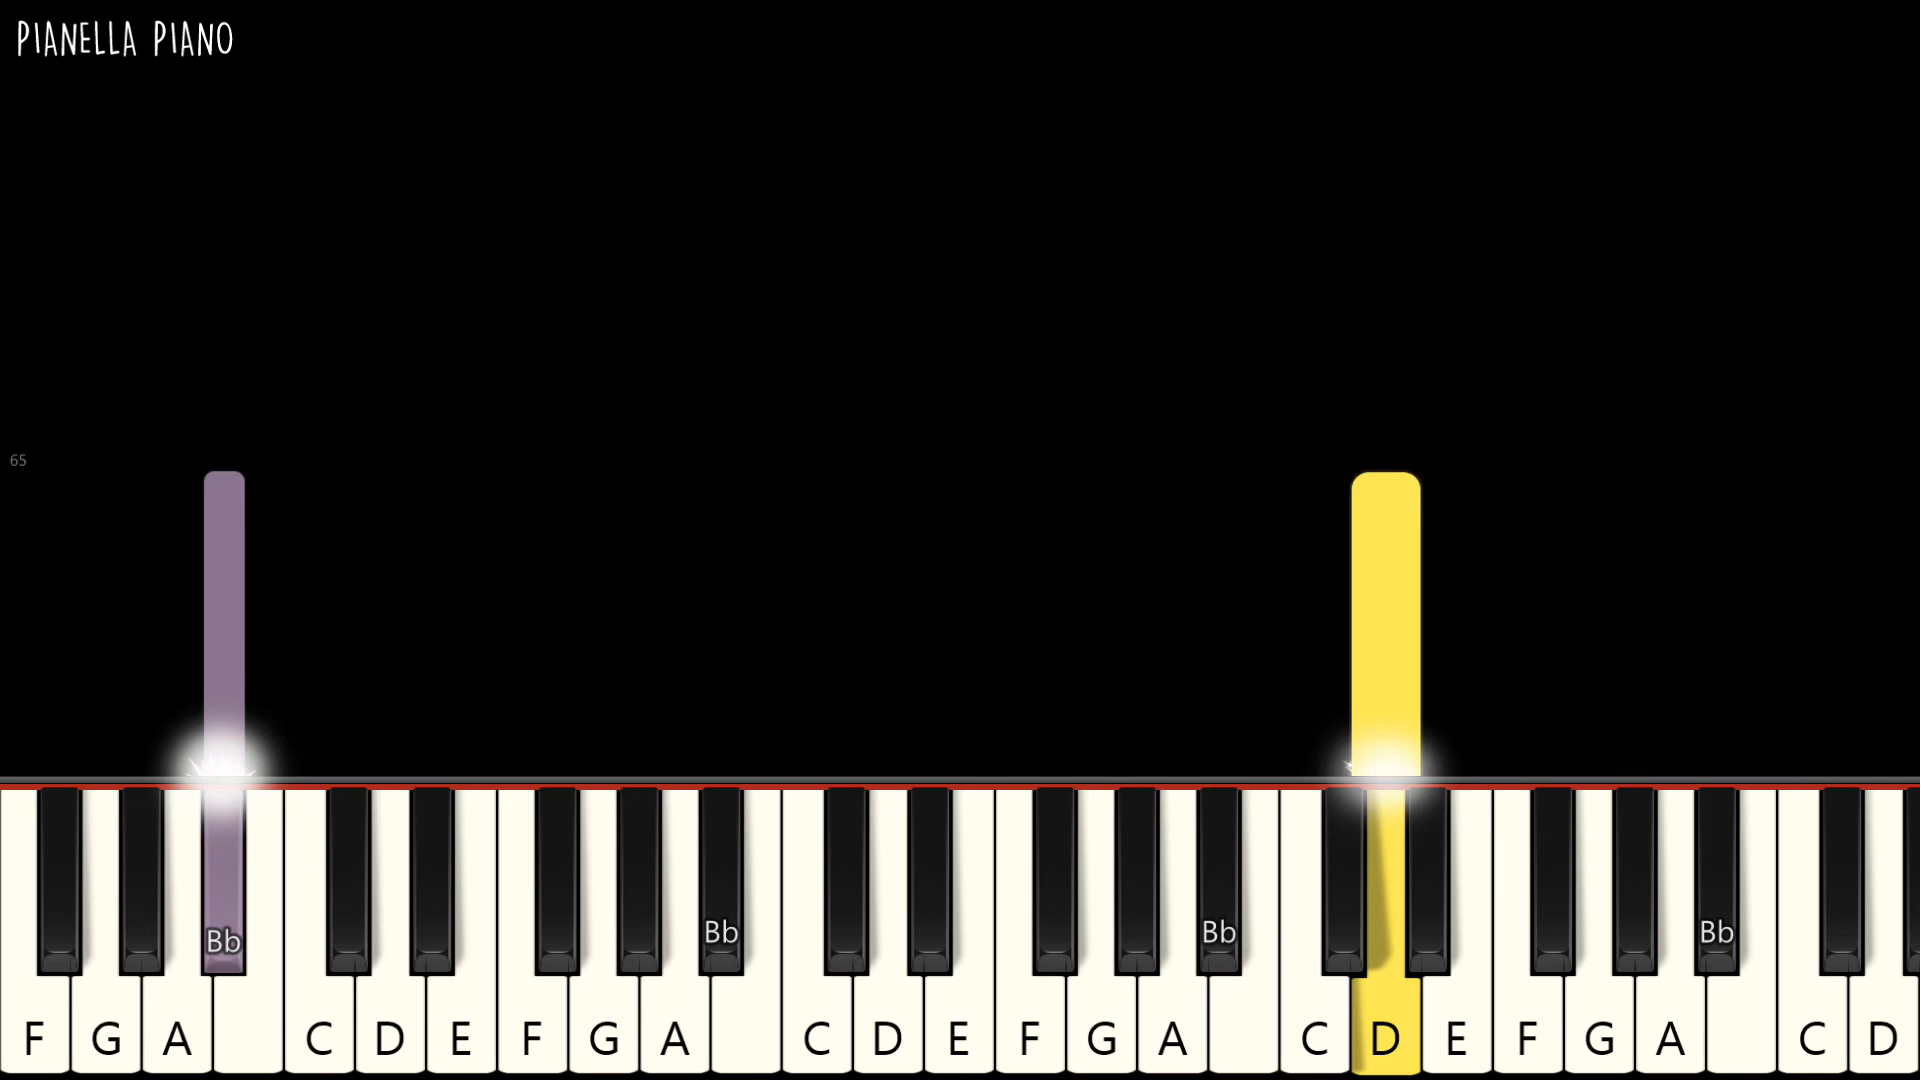 PIANELLA PIANO
65
Bb Bb Bb Bb
F G A C D E F G A C D E F G A C D E F G A C D